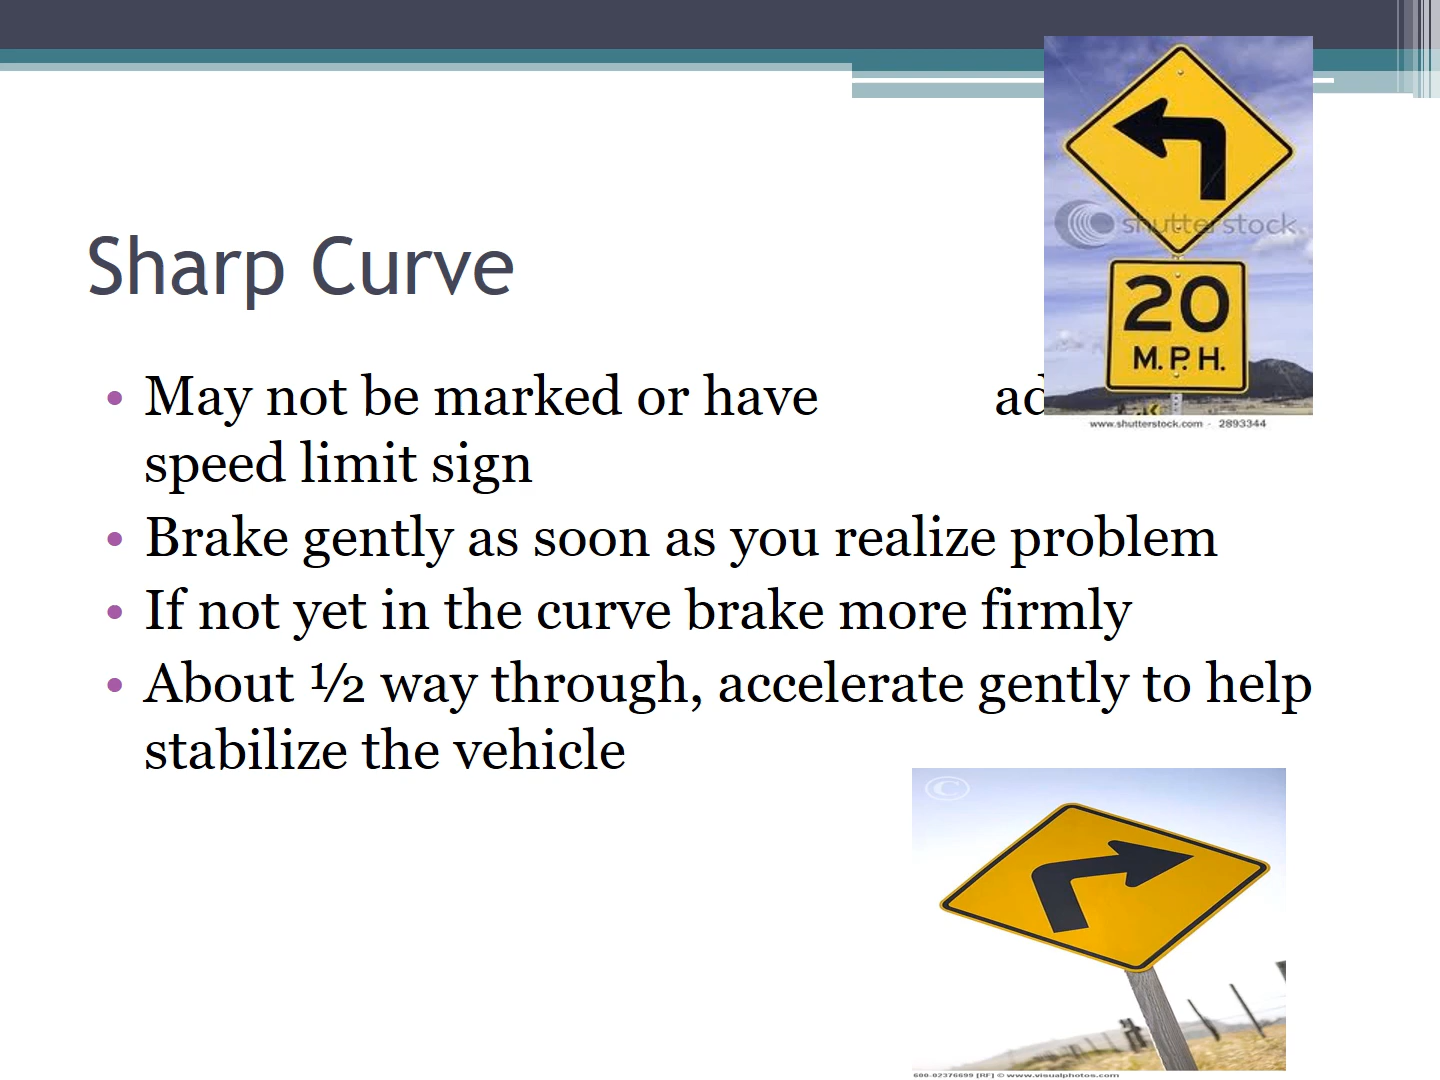 shutterstock
20
M.P.H.
www.shutterstock.com - 2893344
Sharp Curve
• May not be marked or have
speed limit sign
• Brake gently as soon as you realize problem
• If not yet in the curve brake more firmly
• About ½ way through, accelerate gently to help
stabilize the vehicle
©
600-02376699 [RF] © www.visualphotos.com